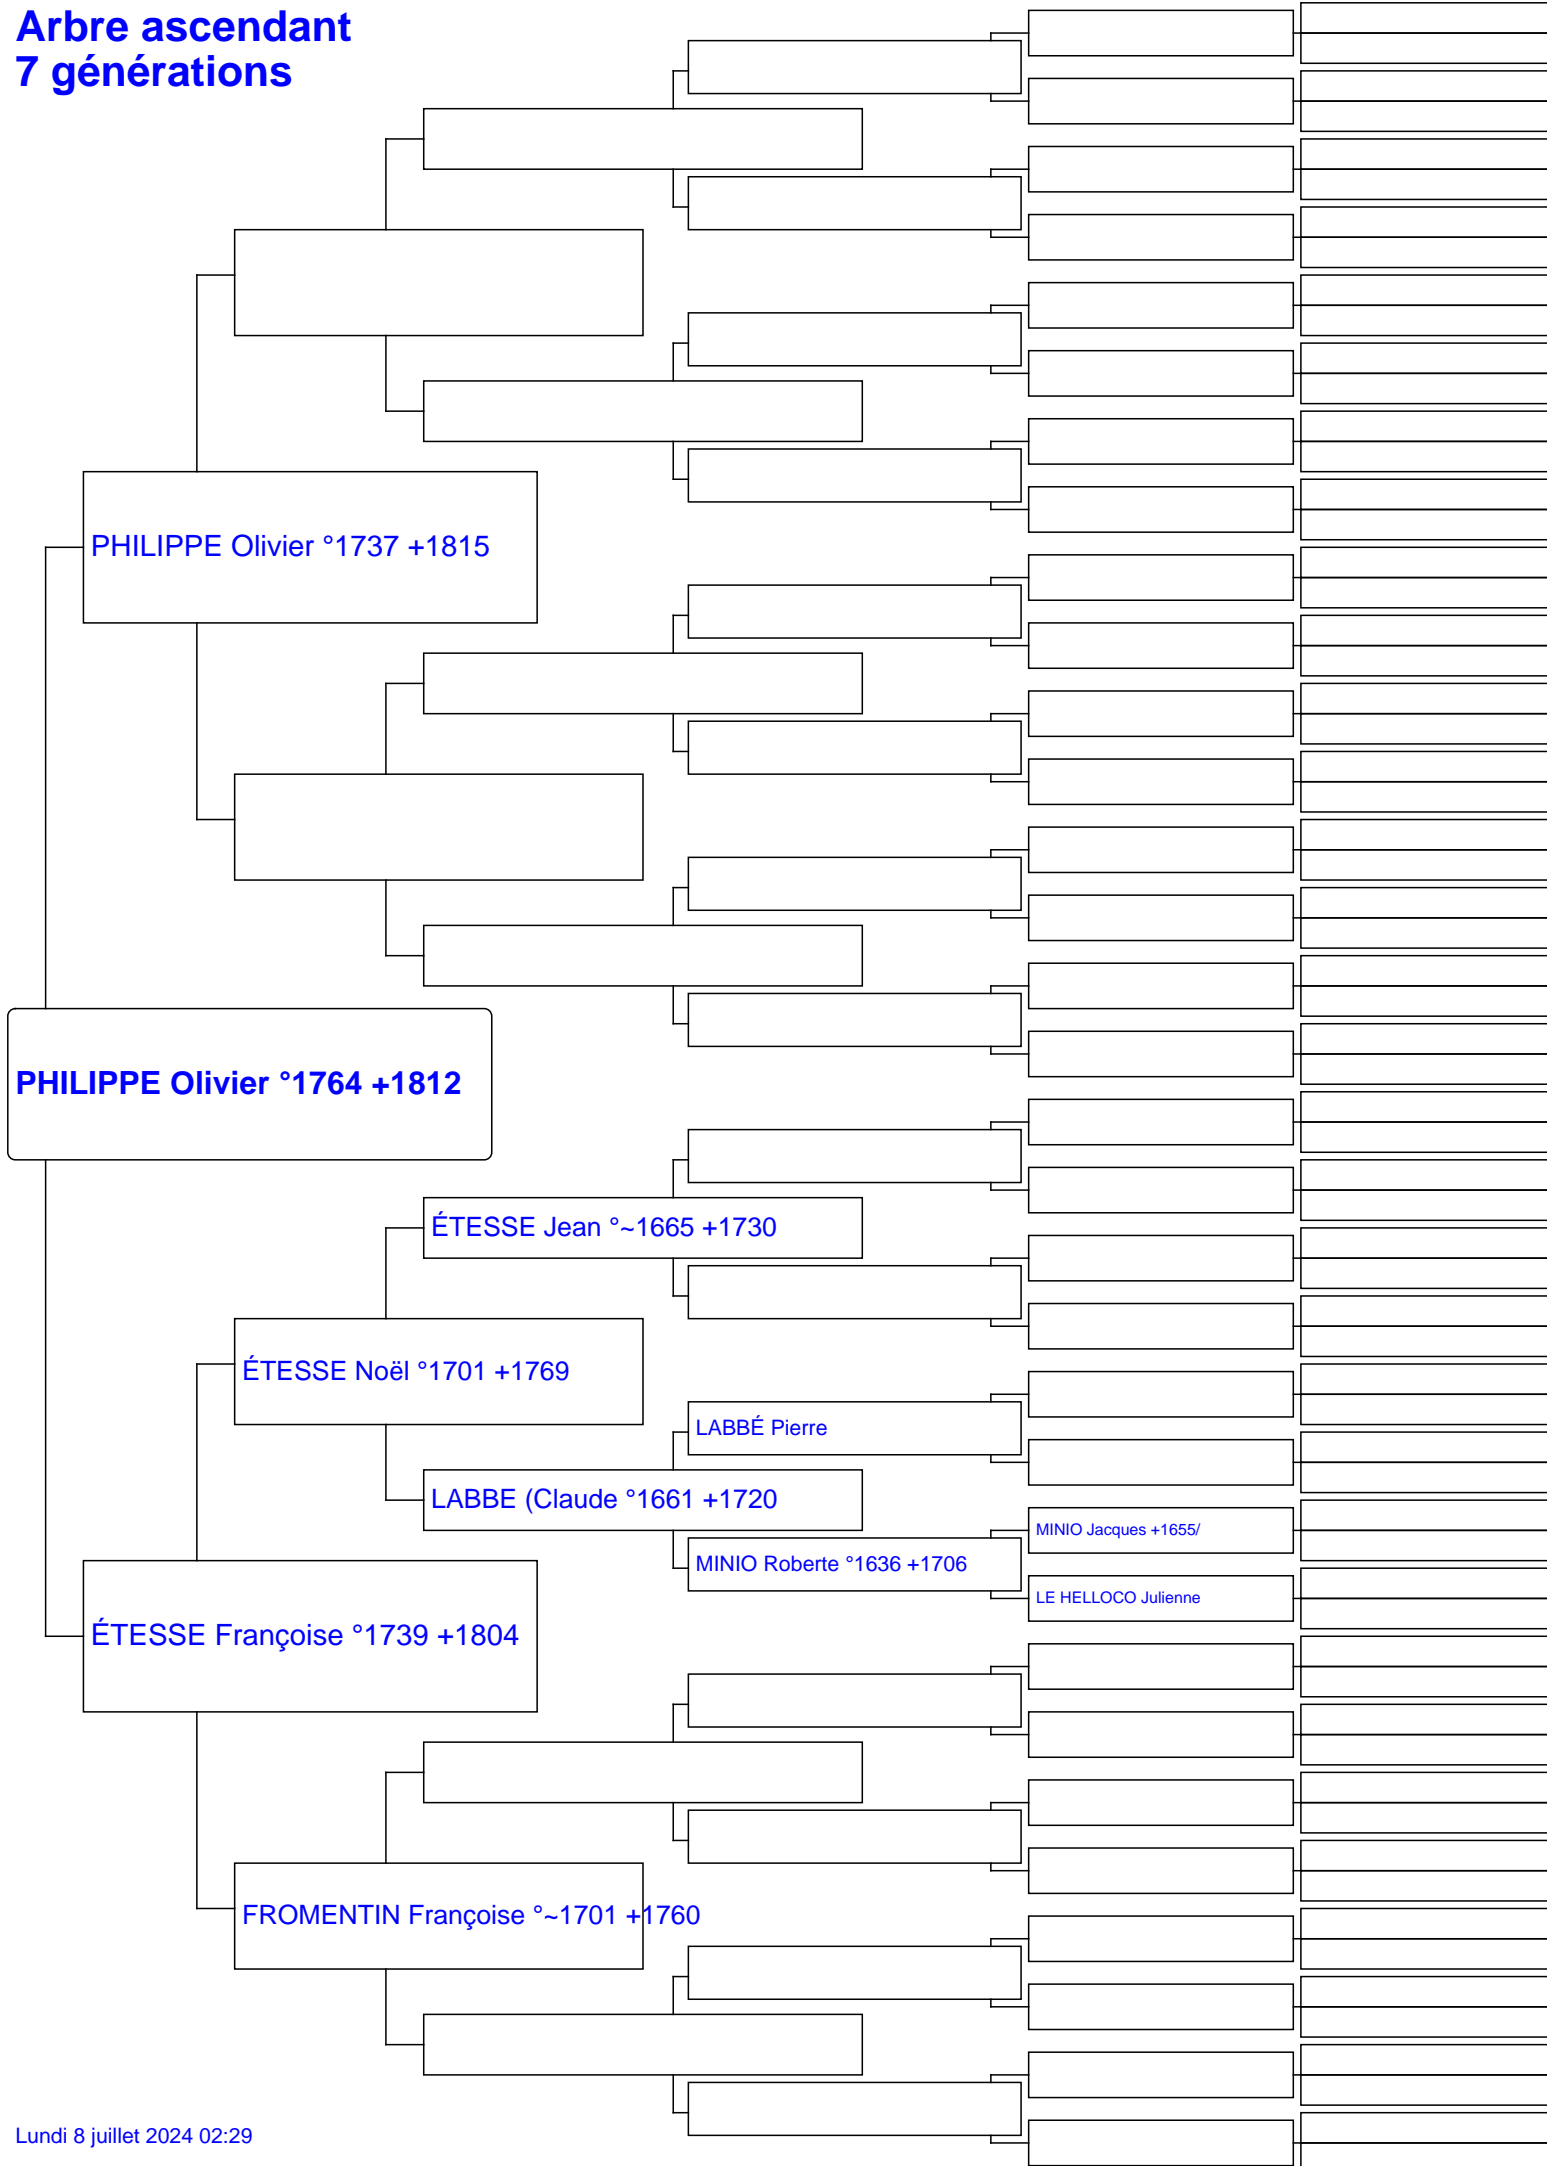 Arbre ascendant
7 générations
PHILIPPE Olivier °1737 +1815
PHILIPPE Olivier °1764 +1812
ÉTESSE Jean °~1665 +1730
ÉTESSE Noël °1701 +1769
LABBÉ Pierre
LABBE (Claude °1661 +1720
MINIO Jacques +1655/
MINIO Roberte °1636 +1706
LE HELLOCO Julienne
ÉTESSE Françoise °1739 +1804
FROMENTIN Françoise °~1701 +1760
Lundi 8 juillet 2024 02:29